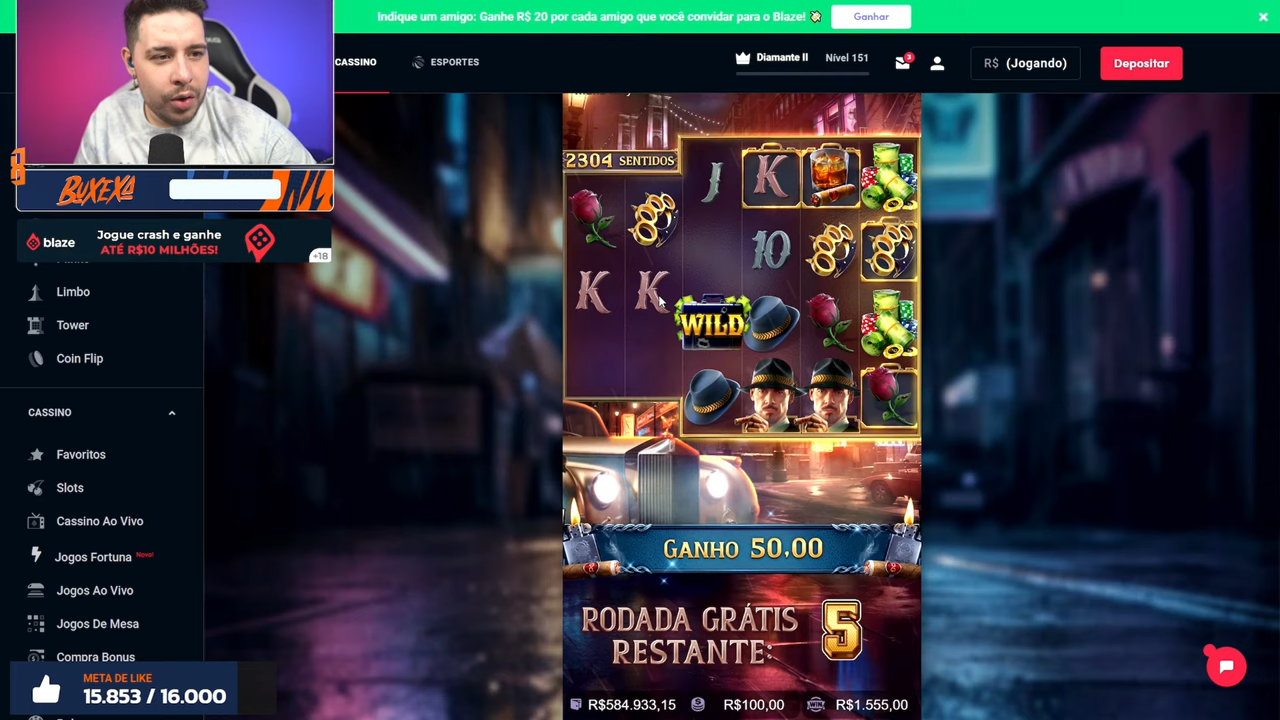 Indique um amigo: Ganhe R$ 20 por cada amigo que você convidar para o Blaze!
Ganhar
CASSINO
ESPORTES
Diamante II
Nível 151
3
R$ (Jogando)
Depositar
BUXEXA
blaze
Jogue crash e ganhe
ATÉ R$10 MILHÕES!
+18
Limbo
Tower
Coin Flip
CASSINO
Favoritos
Slots
Cassino Ao Vivo
Jogos Fortuna Novo!
Jogos Ao Vivo
Jogos De Mesa
Compra Bonus
META DE LIKE
15.853 / 16.000
2304 SENTIDOS
J
K
10
K
K
WILD
GANHO 50,00
RODADA GRÁTIS
RESTANTE:
5
R$584.933,15
R$100,00
WIN
R$1.555,00